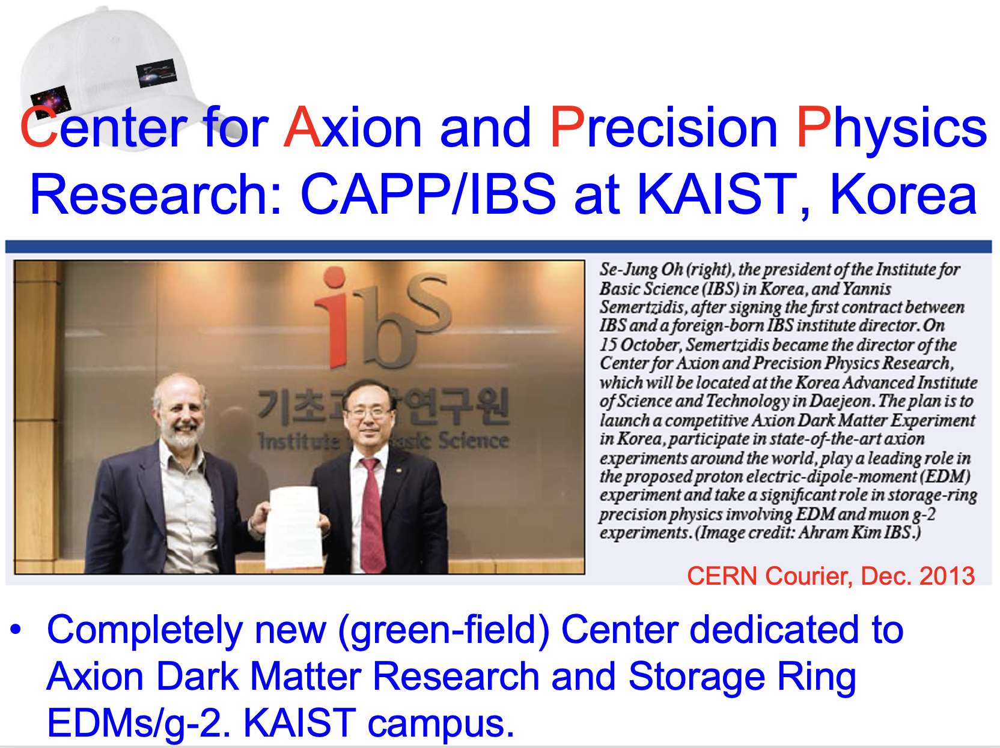 Center for Axion and Precision Physics
Research: CAPP/IBS at KAIST, Korea
ibs
기초과학연구원
Institute Basic Science
Se-Jung Oh (right), the president of the Institute for
Basic Science (IBS) in Korea, and Yannis
Semertzidis, after signing the first contract between
IBS and a foreign-born IBS institute director. On
15 October, Semertzidis became the director of the
Center for Axion and Precision Physics Research,
which will be located at the Korea Advanced Institute
of Science and Technology in Daejeon. The plan is to
launch a competitive Axion Dark Matter Experiment
in Korea, participate in state-of-the-art axion
experiments around the world, play a leading role in
the proposed proton electric-dipole-moment (EDM)
experiment and take a significant role in storage-ring
precision physics involving EDM and muon g-2
experiments. (Image credit: Ahram Kim IBS.)
CERN Courier, Dec. 2013
• Completely new (green-field) Center dedicated to
Axion Dark Matter Research and Storage Ring
EDMs/g-2. KAIST campus.